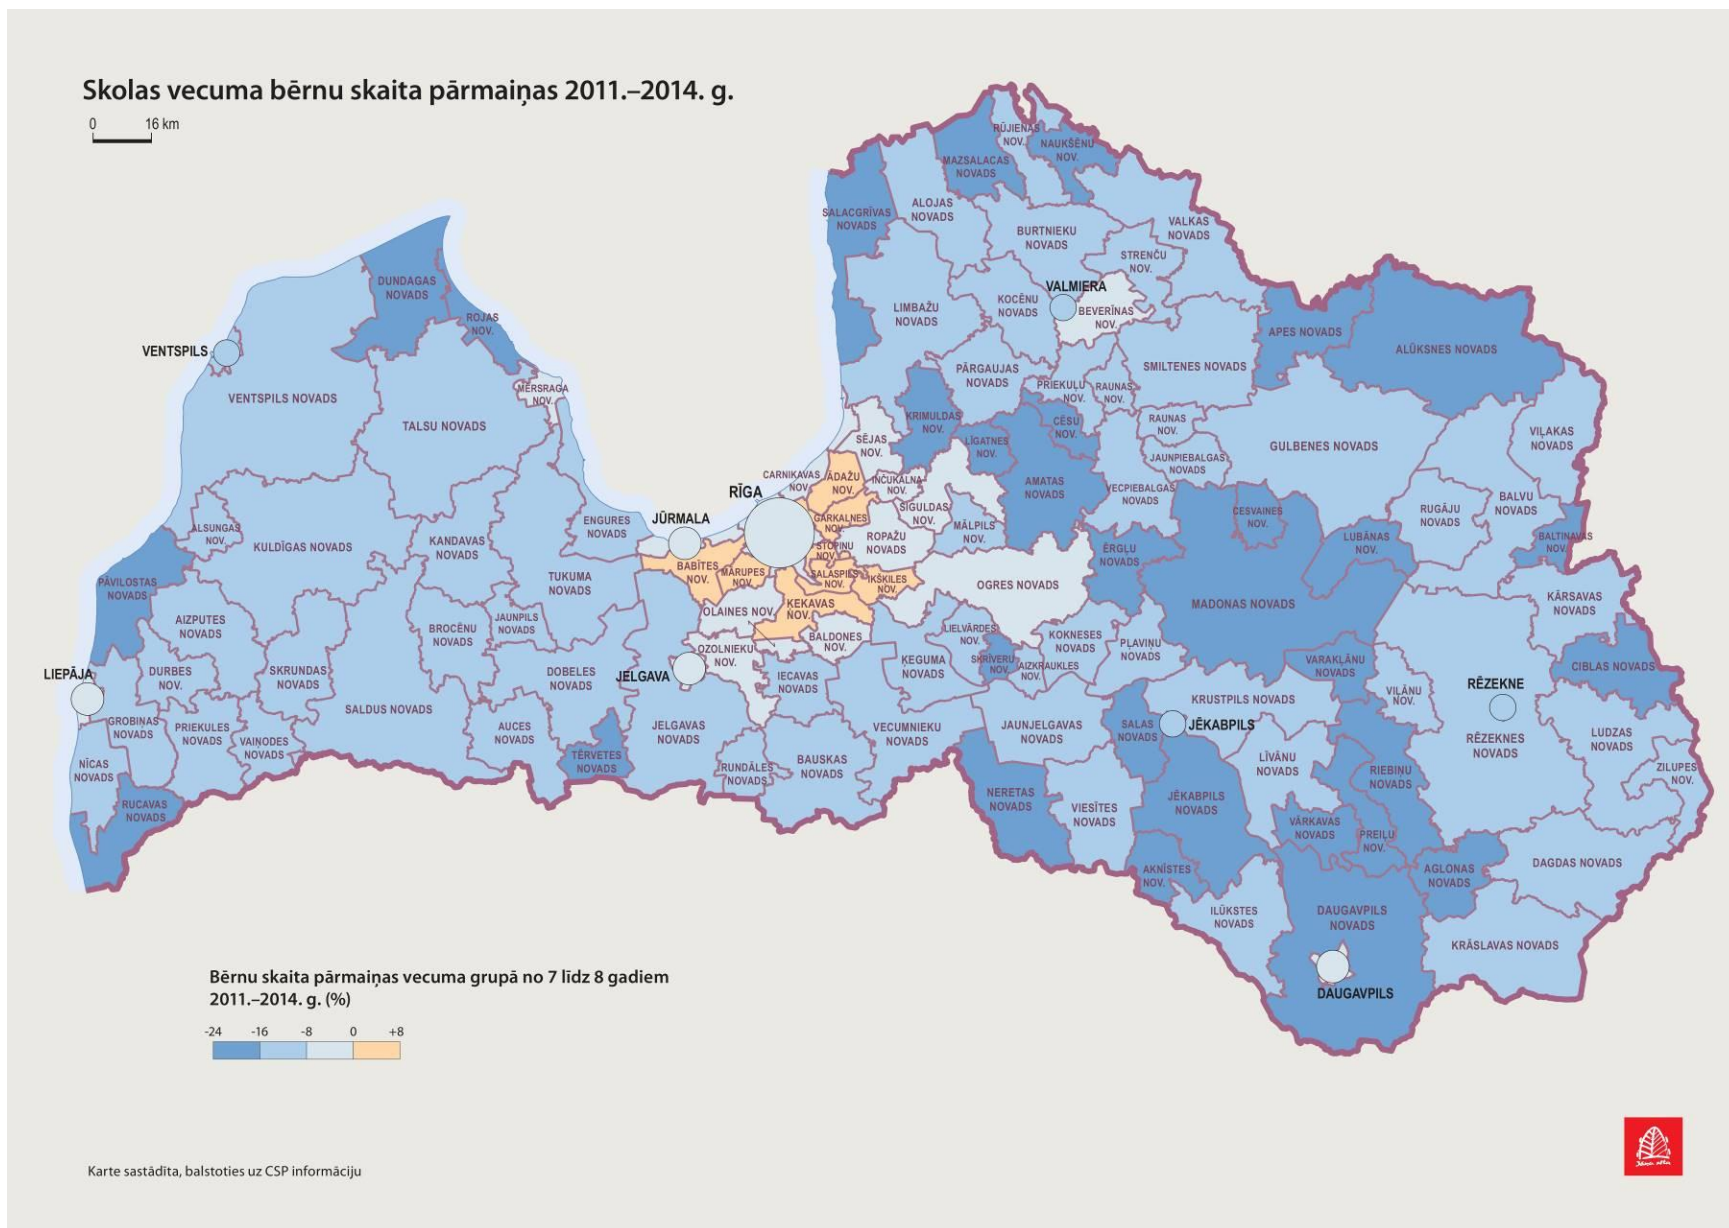 Skolas vecuma bērnu skaita pārmaiņas 2011.–2014. g.
0 16 km
RŪJIENAS
NOV.
NAUKŠĒNU
NOV.
MAZSALACAS
NOVADS
SALACGRĪVAS
NOVADS
ALOJAS
NOVADS
BURTNIEKU
NOVADS
VALKAS
NOVADS
STRENČU
NOV.
DUNDAGAS
NOVADS
ROJAS
NOV.
VALMIERA
KOCĒNU
NOVADS
BEVERĪNAS
NOV.
LIMBAŽU
NOVADS
APES NOVADS
ALŪKSNES NOVADS
VENTSPILS
VENTSPILS NOVADS
MĒRSRAGA
NOV.
TALSU NOVADS
PĀRGAUJAS
NOVADS
PRIEKUĻU
NOV.
RAUNAS
NOV.
SMILTENES NOVADS
KRIMULDAS
NOV.
CĒSU
NOV.
RAUNAS
NOV.
SĒJAS
NOV.
LĪGATNES
NOV.
JAUNPIEBALGAS
NOVADS
GULBENES NOVADS
VIĻAKAS
NOVADS
CARNIKAVAS
NOV.
ĀDAŽU
NOV.
INČUKALNA
NOV.
AMATAS
NOVADS
VECPIEBALGAS
NOVADS
RĪGA
SIGULDAS
NOV.
BALVU
NOVADS
RUGĀJU
NOVADS
JŪRMALA
GARKALNES
NOV.
MĀLPILS
NOV.
CESVAINES
NOV.
ALSUNGAS
NOV.
ENGURES
NOVADS
ROPAŽU
NOVADS
LUBĀNAS
NOV.
BALTINAVAS
NOV.
KULDĪGAS NOVADS
KANDAVAS
NOVADS
STOPIŅU
NOV.
ĒRGĻU
NOVADS
BABĪTES
NOV.
MĀRUPES
NOV.
SALASPILS
NOV.
IKŠĶILES
NOV.
OGRES NOVADS
PĀVILOSTAS
NOVADS
TUKUMA
NOVADS
MADONAS NOVADS
KĀRSAVAS
NOVADS
OLAINES NOV.
ĶEKAVAS
NOV.
AIZPUTES
NOVADS
BROCĒNU
NOVADS
JAUNPILS
NOVADS
BALDONES
NOV.
LIELVĀRDES
NOV.
KOKNESES
NOVADS
PĻAVIŅU
NOVADS
OZOLNIEKU
NOV.
SKRĪVERU
NOV.
AIZKRAUKLES
NOV.
VARAKĻĀNU
NOVADS
CIBLAS NOVADS
LIEPĀJA
DURBES
NOV.
SKRUNDAS
NOVADS
DOBELES
NOVADS
JELGAVA
IECAVAS
NOVADS
ĶEGUMA
NOVADS
VIĻĀNU
NOV.
RĒZEKNE
KRUSTPILS NOVADS
SALDUS NOVADS
GROBIŅAS
NOVADS
PRIEKULES
NOVADS
VAIŅODES
NOVADS
AUCES
NOVADS
JELGAVAS
NOVADS
VECUMNIEKU
NOVADS
JAUNJELGAVAS
NOVADS
SALAS
NOVADS
JĒKABPILS
RĒZEKNES
NOVADS
LUDZAS
NOVADS
NĪCAS
NOVADS
TĒRVETES
NOVADS
RUNDĀLES
NOVADS
BAUSKAS
NOVADS
LĪVĀNU
NOVADS
RIEBIŅU
NOVADS
ZILUPES
NOV.
RUCAVAS
NOVADS
NERETAS
NOVADS
VIESĪTES
NOVADS
JĒKABPILS
NOVADS
VĀRKAVAS
NOVADS
PREIĻU
NOV.
AKNĪSTES
NOV.
AGLONAS
NOVADS
DAGDAS NOVADS
ILŪKSTES
NOVADS
DAUGAVPILS
NOVADS
KRĀSLAVAS NOVADS
DAUGAVPILS
Bērnu skaita pārmaiņas vecuma grupā no 7 līdz 8 gadiem
2011.–2014. g. (%)
-24 -16 -8 0 +8
Karte sastādīta, balstoties uz CSP informāciju
Jāņa sēta